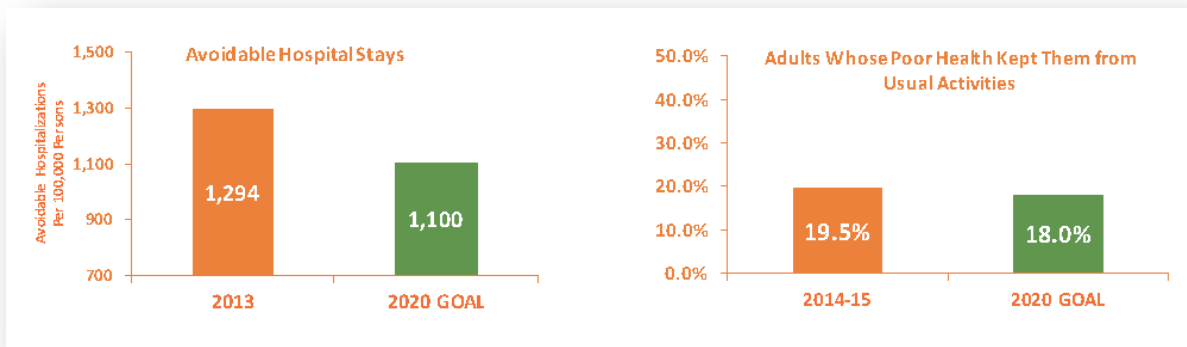 Avoidable Hospital Stays
Avoidable Hospitalizations
Per 100,000 Persons
1,500
1,300
1,100
900
700
1,294
1,100
2013
2020 GOAL
Adults Whose Poor Health Kept Them from
Usual Activities
50.0%
40.0%
30.0%
20.0%
10.0%
0.0%
19.5%
18.0%
2014-15
2020 GOAL